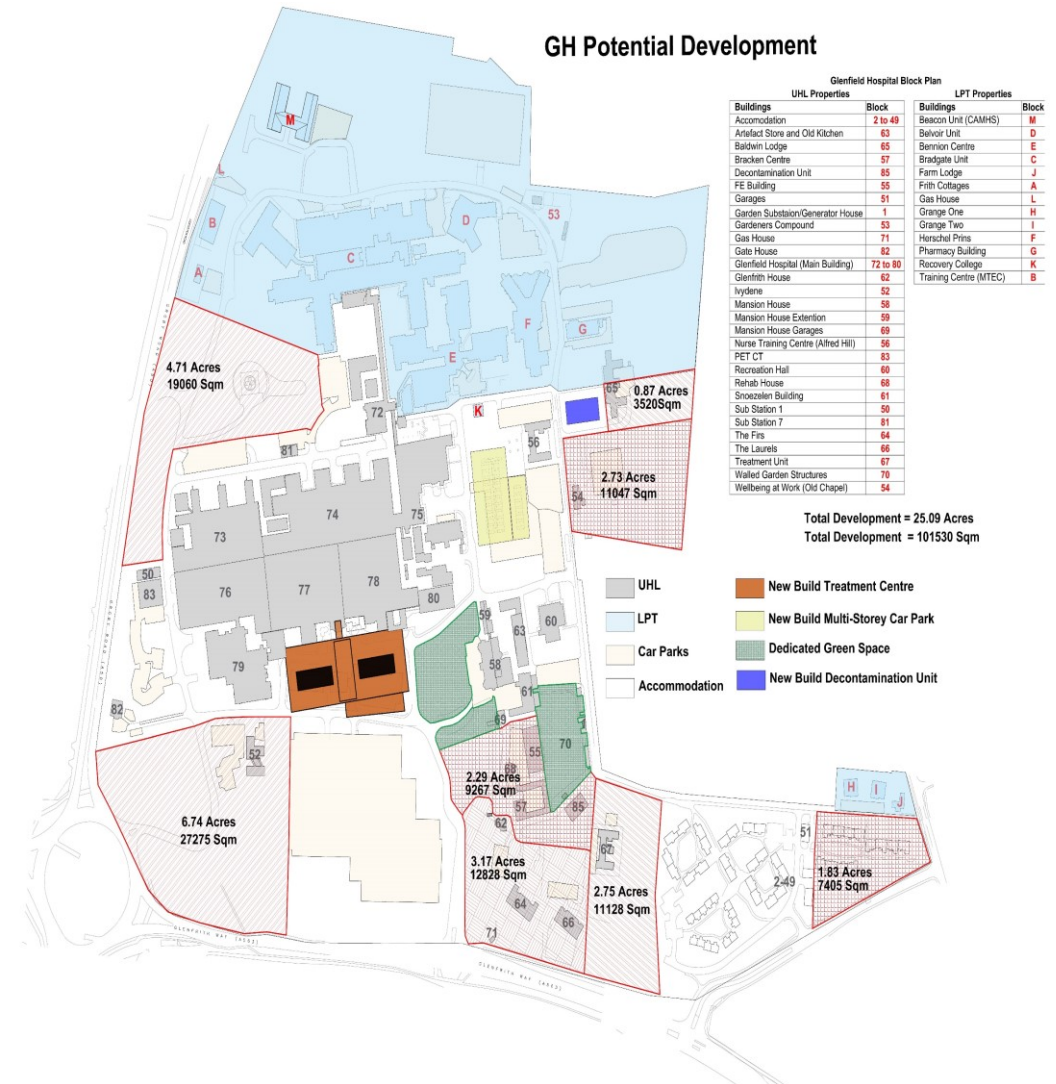 GH Potential Development
Glenfield Hospital Block Plan
UHL Properties
Buildings Block
Accomodation 2 to 49
Artefact Store and Old Kitchen 63
Baldwin Lodge 65
Bracken Centre 57
Decontamination Unit 85
FE Building 55
Garages 51
Garden Substaion/Generator House 1
Gardeners Compound 53
Gas House 71
Gate House 82
Glenfield Hospital (Main Building) 72 to 80
Glenfrith House 62
Ivydene 52
Mansion House 58
Mansion House Extention 59
Mansion House Garages 69
Nurse Training Centre (Alfred Hill) 56
PET CT 83
Recreation Hall 60
Rehab House 68
Snoezelen Building 61
Sub Station 1 50
Sub Station 7 81
The Firs 64
The Laurels 66
Treatment Unit 67
Walled Garden Structures 70
Wellbeing at Work (Old Chapel) 54
LPT Properties
Buildings Block
Beacon Unit (CAMHS) M
Belvoir Unit D
Bennion Centre E
Bradgate Unit C
Farm Lodge J
Frith Cottages A
Gas House L
Grange One H
Grange Two I
Herschel Prins F
Pharmacy Building G
Recovery College K
Training Centre (MTEC) B
Total Development = 25.09 Acres
Total Development = 101530 Sqm
UHL
LPT
Car Parks
Accommodation
New Build Treatment Centre
New Build Multi-Storey Car Park
Dedicated Green Space
New Build Decontamination Unit
M
L
B
A
C
D
53
F
G
E
4.71 Acres
19060 Sqm
65
0.87 Acres
3520Sqm
K
72
56
81
2.73 Acres
11047 Sqm
54
73
74
75
76
77
78
50
83
80
59
63
60
79
58
61
82
69
70
52
55
2.29 Acres
9267 Sqm
68
57
85
62
6.74 Acres
27275 Sqm
3.17 Acres
12828 Sqm
67
2.75 Acres
11128 Sqm
64
66
71
H
I
J
51
2-49
1.83 Acres
7405 Sqm
GLENFRITH WAY (A563)
GLENFRITH WAY (A563)